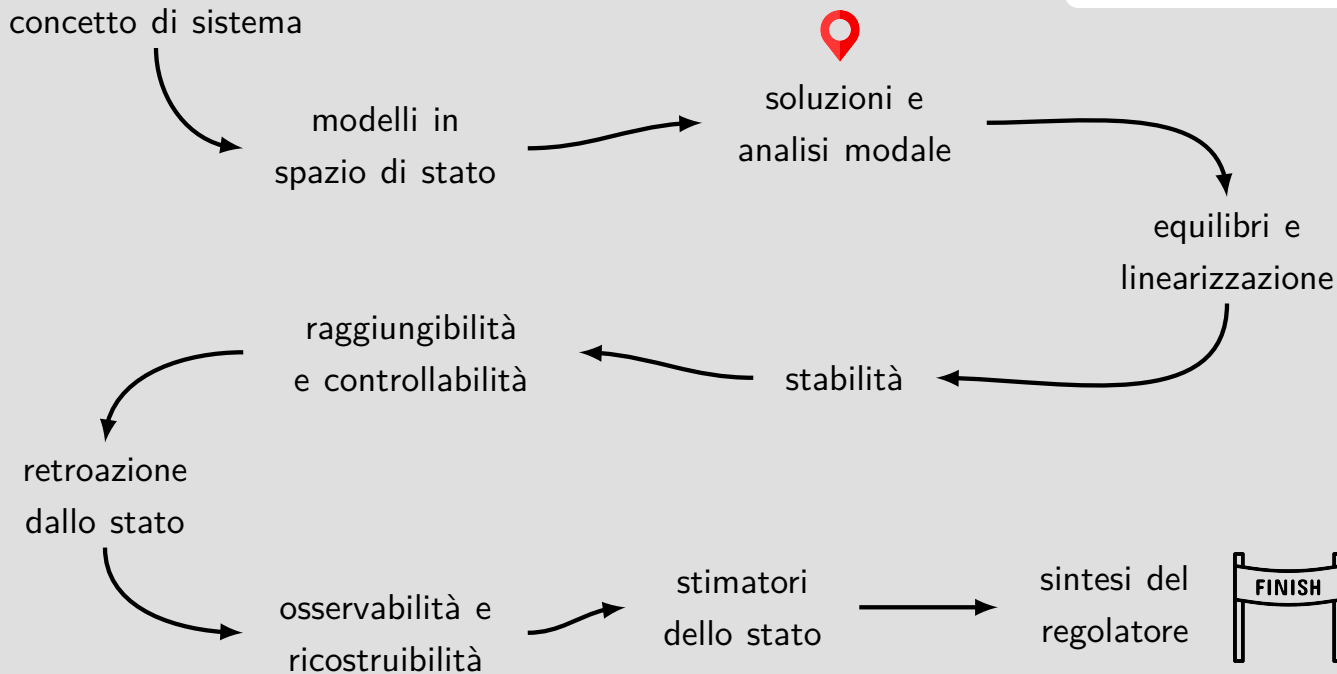 concetto di sistema
modelli in
spazio di stato
soluzioni e
analisi modale
equilibri e
linearizzazione
stabilità
raggiungibilità
e controllabilità
retroazione
dallo stato
osservabilità e
ricostruibilità
stimatori
dello stato
sintesi del
regolatore
FINISH